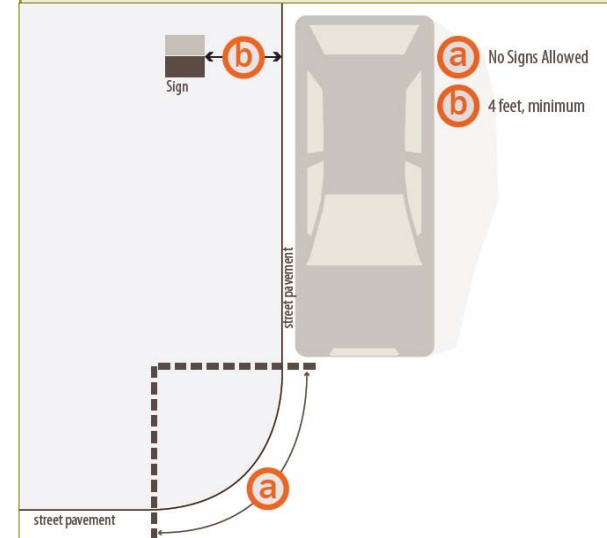 b
Sign
a No Signs Allowed
b 4 feet, minimum
street pavement
a
street pavement